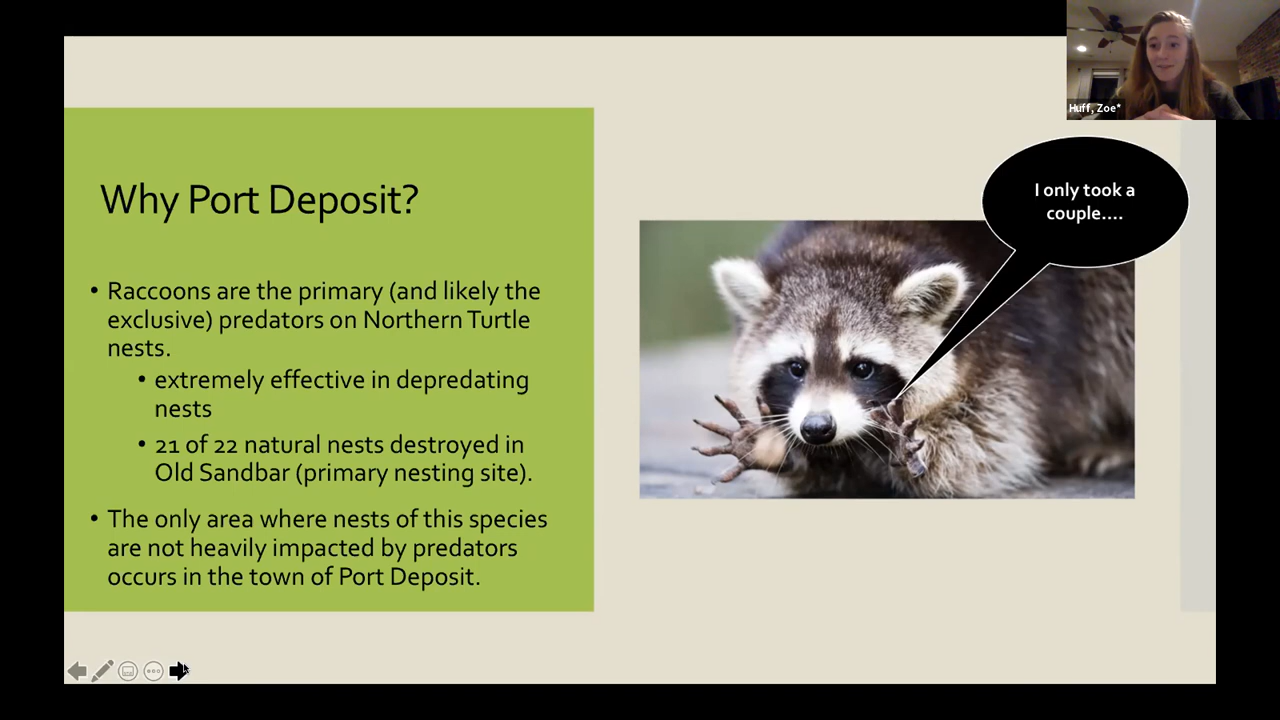 Huff, Zoe*
Why Port Deposit?
I only took a
couple....
• Raccoons are the primary (and likely the
exclusive) predators on Northern Turtle
nests.
• extremely effective in depredating
nests
• 21 of 22 natural nests destroyed in
Old Sandbar (primary nesting site).
• The only area where nests of this species
are not heavily impacted by predators
occurs in the town of Port Deposit.